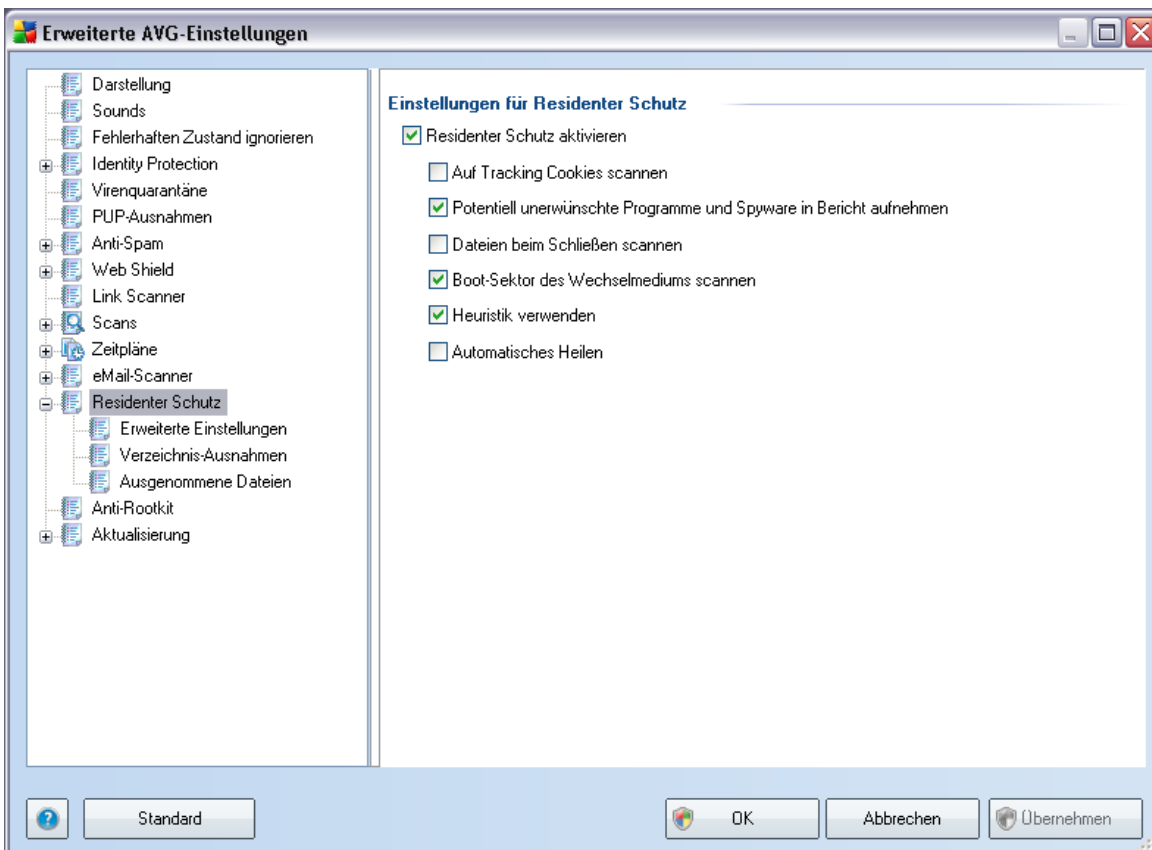 Erweiterte AVG-Einstellungen
Darstellung
Sounds
Fehlerhaften Zustand ignorieren
Identity Protection
Virenquarantäne
PUP-Ausnahmen
Anti-Spam
Web Shield
Link Scanner
Scans
Zeitpläne
eMail-Scanner
Residenter Schutz
Erweiterte Einstellungen
Verzeichnis-Ausnahmen
Ausgenommene Dateien
Anti-Rootkit
Aktualisierung
Einstellungen für Residenter Schutz
Residenter Schutz aktivieren
Auf Tracking Cookies scannen
Potentiell unerwünschte Programme und Spyware in Bericht aufnehmen
Dateien beim Schließen scannen
Boot-Sektor des Wechselmediums scannen
Heuristik verwenden
Automatisches Heilen
Standard
OK
Abbrechen
Übernehmen